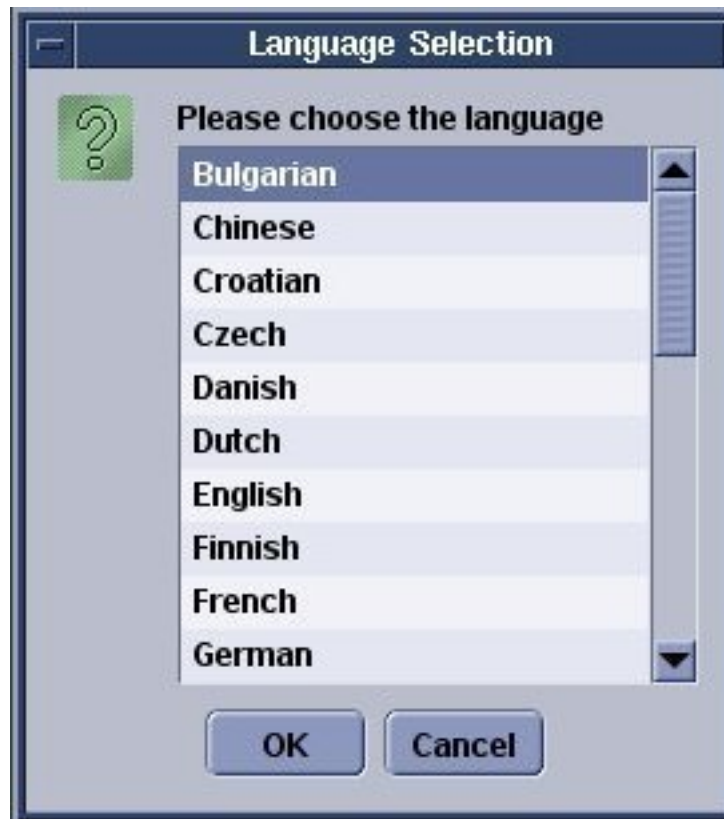 Language Selection
Please choose the language
Bulgarian
Chinese
Croatian
Czech
Danish
Dutch
English
Finnish
French
German
OK
Cancel